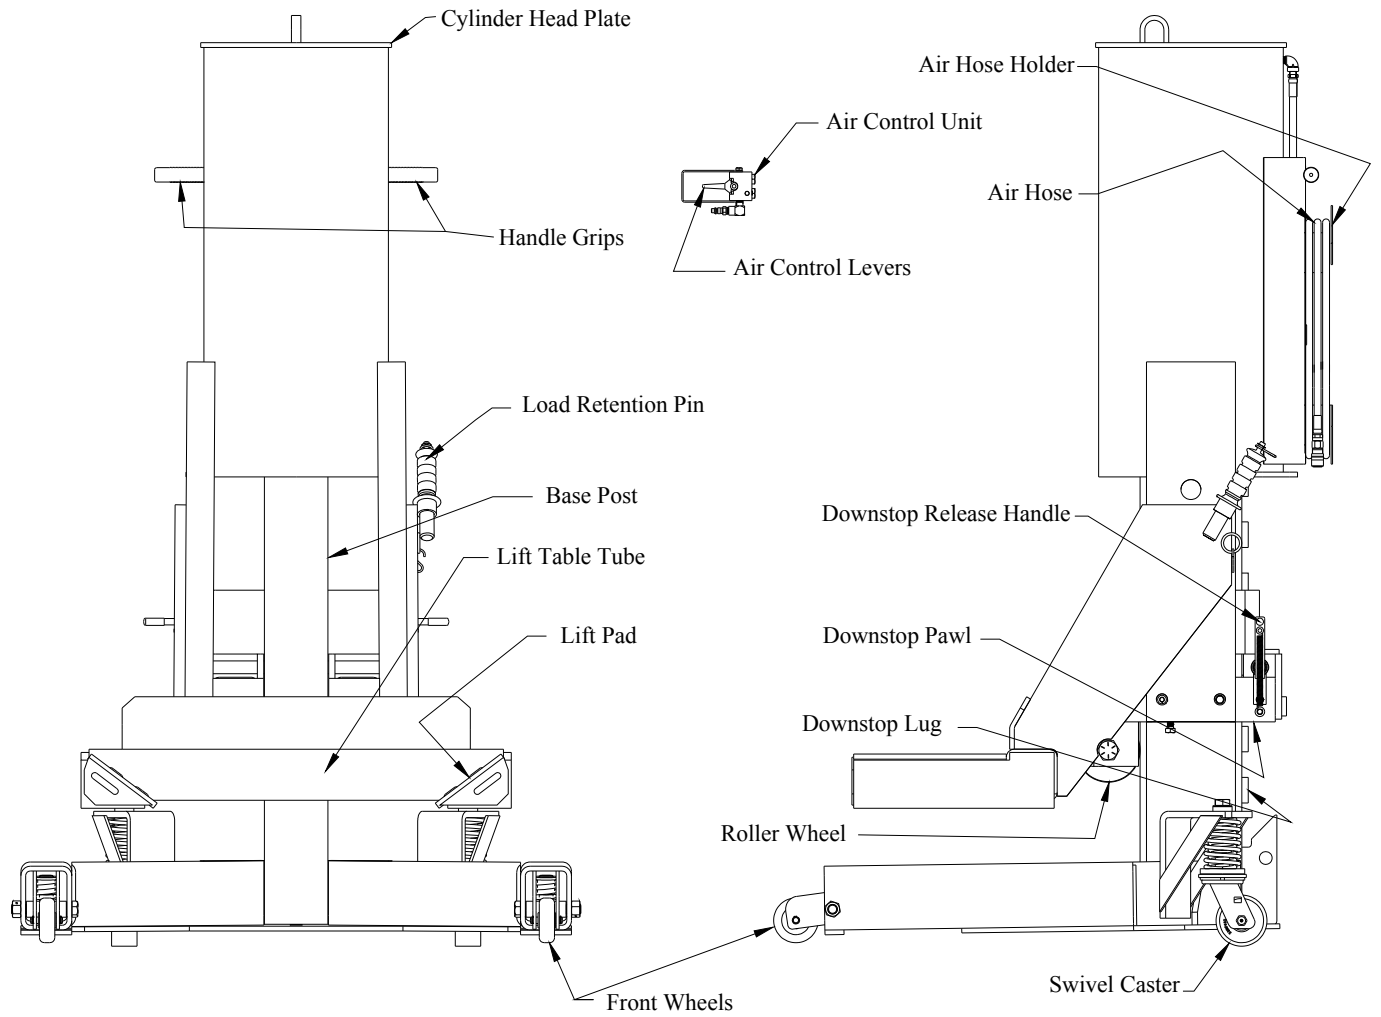 Cylinder Head Plate
Air Hose Holder
Air Control Unit
Air Hose
Handle Grips
Air Control Levers
Load Retention Pin
Base Post
Downstop Release Handle
Lift Table Tube
Lift Pad
Downstop Pawl
Downstop Lug
Roller Wheel
Swivel Caster
Front Wheels